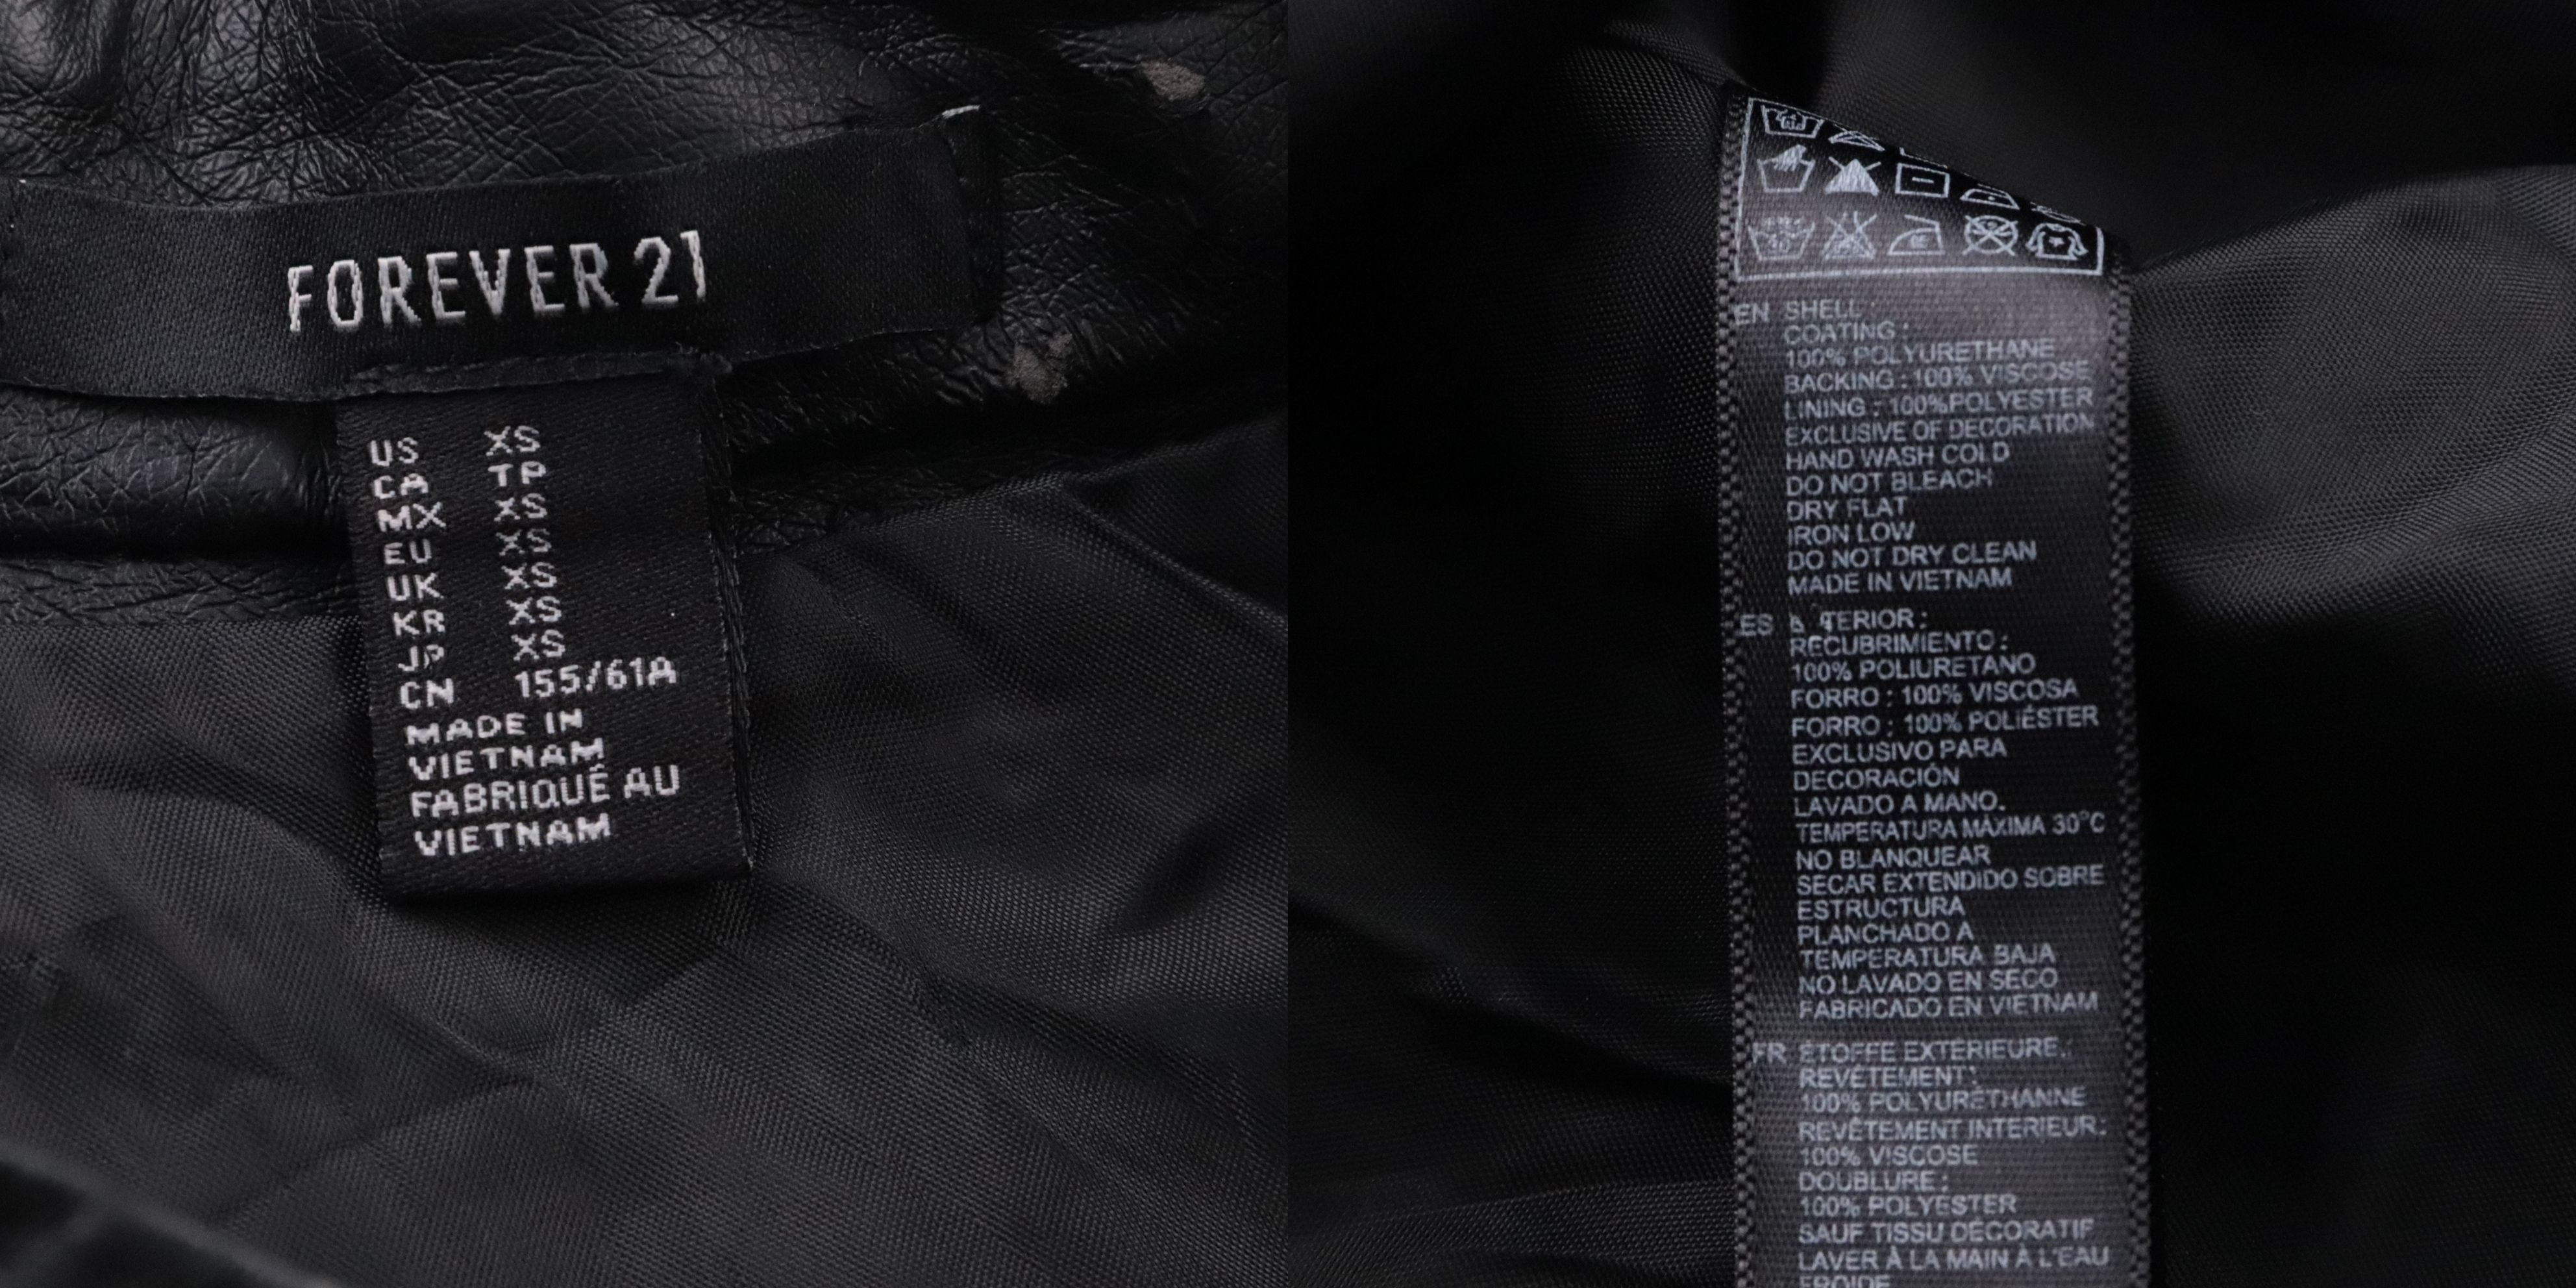 FOREVER 21
US XS
CA TP
MX XS
EU XS
UK XS
KR XS
JP XS
CN 155/61A
MADE IN
VIETNAM
FABRIQUÉ AU
VIETNAM
EN SHELL :
COATING :
100% POLYURETHANE
BACKING : 100% VISCOSE
LINING : 100%POLYESTER
EXCLUSIVE OF DECORATION
HAND WASH COLD
DO NOT BLEACH
DRY FLAT
IRON LOW
DO NOT DRY CLEAN
MADE IN VIETNAM
ES
RECUBRIMIENTO :
100% POLIURETANO
FORRO : 100% VISCOSA
FORRO : 100% POLIÉSTER
EXCLUSIVO PARA
DECORACIÓN
LAVADO A MANO.
TEMPERATURA MÁXIMA 30°C
NO BLANQUEAR
SECAR EXTENDIDO SOBRE
ESTRUCTURA
PLANCHADO A
TEMPERATURA BAJA
NO LAVADO EN SECO
FABRICADO EN VIETNAM
FR ÉTOFFE EXTÉRIEURE :
REVÊTEMENT :
100% POLYURÉTHANNE
REVÊTEMENT INTÉRIEUR :
100% VISCOSE
DOUBLURE :
100% POLYESTER
SAUF TISSU DÉCORATIF
LAVER À LA MAIN À L'EAU
FROIDE